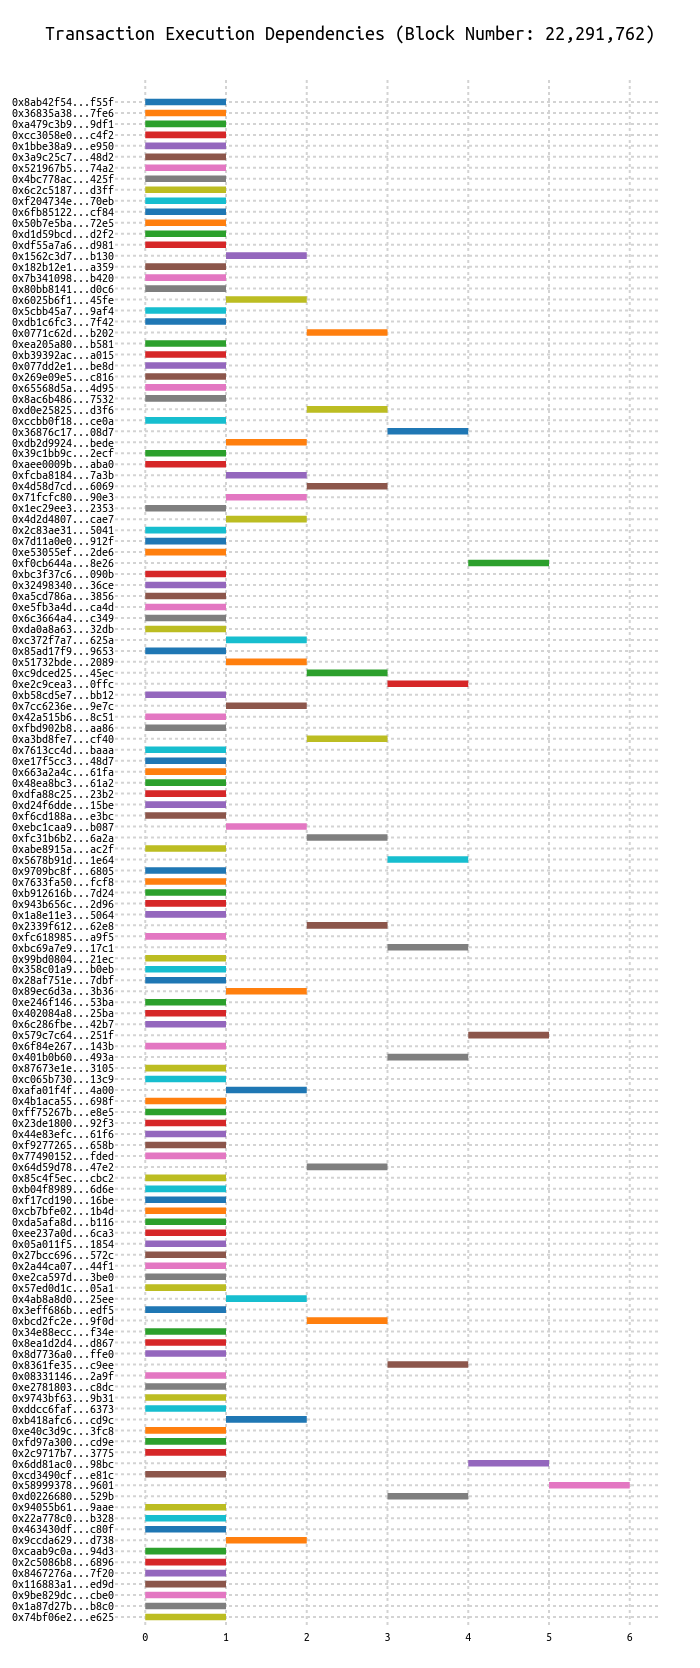 Transaction Execution Dependencies (Block Number: 22,291,762)
0x8ab42f54...f55f
0x36835a38...7fe6
0xa479c3b9...9df1
0xcc3058e0...c4f2
0x1bbe38a9...e950
0x3a9c25c7...48d2
0x521967b5...74a2
0x4bc778ac...425f
0x6c2c5187...d3ff
0xf204734e...70eb
0x6fb85122...cf84
0x50b7e5ba...72e5
0xd1d59bcd...d2f2
0xdf55a7a6...d981
0x1562c3d7...b130
0x182b12e1...a359
0x7b341098...b420
0x80bb8141...d0c6
0x6025b6f1...45fe
0x5cbb45a7...9af4
0xdb1c6fc3...7f42
0x0771c62d...b202
0xea205a80...b581
0xb39392ac...a015
0x077dd2e1...be8d
0x269e09e5...c816
0x65568d5a...4d95
0x8ac6b486...7532
0xd0e25825...d3f6
0xccbb0f18...ce0a
0x36876c17...08d7
0xdb2d9924...bede
0x39c1bb9c...2ecf
0xaee0009b...aba0
0xfcba8184...7a3b
0x4d58d7cd...6069
0x71fcfc80...90e3
0x1ec29ee3...2353
0x4d2d4807...cae7
0x2c83ae31...5041
0x7d11a0e0...912f
0xe53055ef...2de6
0xf0cb644a...8e26
0xbc3f37c6...090b
0x32498340...36ce
0xa5cd786a...3856
0xe5fb3a4d...ca4d
0x6c3664a4...c349
0xda0a8a63...32db
0xc372f7a7...625a
0x85ad17f9...9653
0x51732bde...2089
0xc9dced25...45ec
0xe2c9cea3...0ffc
0xb58cd5e7...bb12
0x7cc6236e...9e7c
0x42a515b6...8c51
0xfbd902b8...aa86
0xa3bd8fe7...cf40
0x7613cc4d...baaa
0xe17f5cc3...48d7
0x663a2a4c...61fa
0x48ea8bc3...61a2
0xdfa88c25...23b2
0xd24f6dde...15be
0xf6cd188a...e3bc
0xebc1caa9...b087
0xfc31b6b2...6a2a
0xabe8915a...ac2f
0x5678b91d...1e64
0x9709bc8f...6805
0x7633fa50...fcf8
0xb912616b...7d24
0x943b656c...2d96
0x1a8e11e3...5064
0x2339f612...62e8
0xfc618985...a9f5
0xbc69a7e9...17c1
0x99bd0804...21ec
0x358c01a9...b0eb
0x28af751e...7dbf
0x89ec6d3a...3b36
0xe246f146...53ba
0x402084a8...25ba
0x6c286fbe...42b7
0x579c7c64...251f
0x6f84e267...143b
0x401b0b60...493a
0x87673e1e...3105
0xc065b730...13c9
0xafa01f4f...4a00
0x4b1aca55...698f
0xff75267b...e8e5
0x23de1800...92f3
0x44e83efc...61f6
0xf9277265...658b
0x77490152...fded
0x64d59d78...47e2
0x85c4f5ec...cbc2
0xb04f8989...6d6e
0xf17cd190...16be
0xcb7bfe02...1b4d
0xda5afa8d...b116
0xee237a0d...6ca3
0x05a011f5...1854
0x27bcc696...572c
0x2a44ca07...44f1
0xe2ca597d...3be0
0x57ed0d1c...05a1
0x4ab8a8d0...25ee
0x3eff686b...edf5
0xbcd2fc2e...9f0d
0x34e88ecc...f34e
0x8ea1d2d4...d867
0x8d7736a0...ffe0
0x8361fe35...c9ee
0x08331146...2a9f
0xe2781803...c8dc
0x9743bf63...9b31
0xddcc6faf...6373
0xb418afc6...cd9c
0xe40c3d9c...3fc8
0xfd97a300...cd9e
0x2c9717b7...3775
0x6dd81ac0...98bc
0xcd3490cf...e81c
0x58999378...9601
0xd0226680...529b
0x94055b61...9aae
0x22a778c0...b328
0x463430df...c80f
0x9ccda629...d738
0xcaab9c0a...94d3
0x2c5086b8...6896
0x8467276a...7f20
0x116883a1...ed9d
0x9be829dc...cbe0
0x1a87d27b...b8c0
0x74bf06e2...e625
0 1 2 3 4 5 6